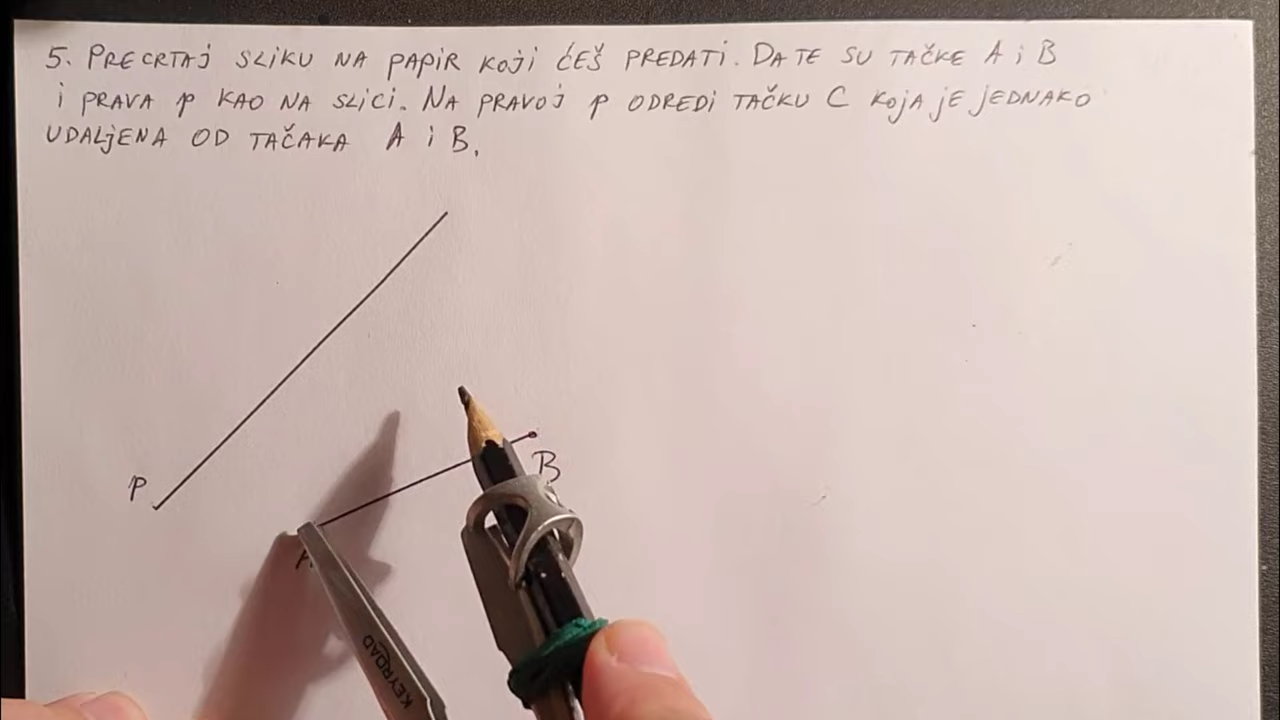 5. PRECRTAJ SLIKU NA PAPIR KOJI ĆEŠ PREDATI. DATE SU TAČKE A i B
i PRAVA p KAO NA SLICI. NA PRAVOJ p ODREDI TAČKU C KOJA JE JEDNAKO
UDALJENA OD TAČAKA A i B.
P
B
KEYROAD